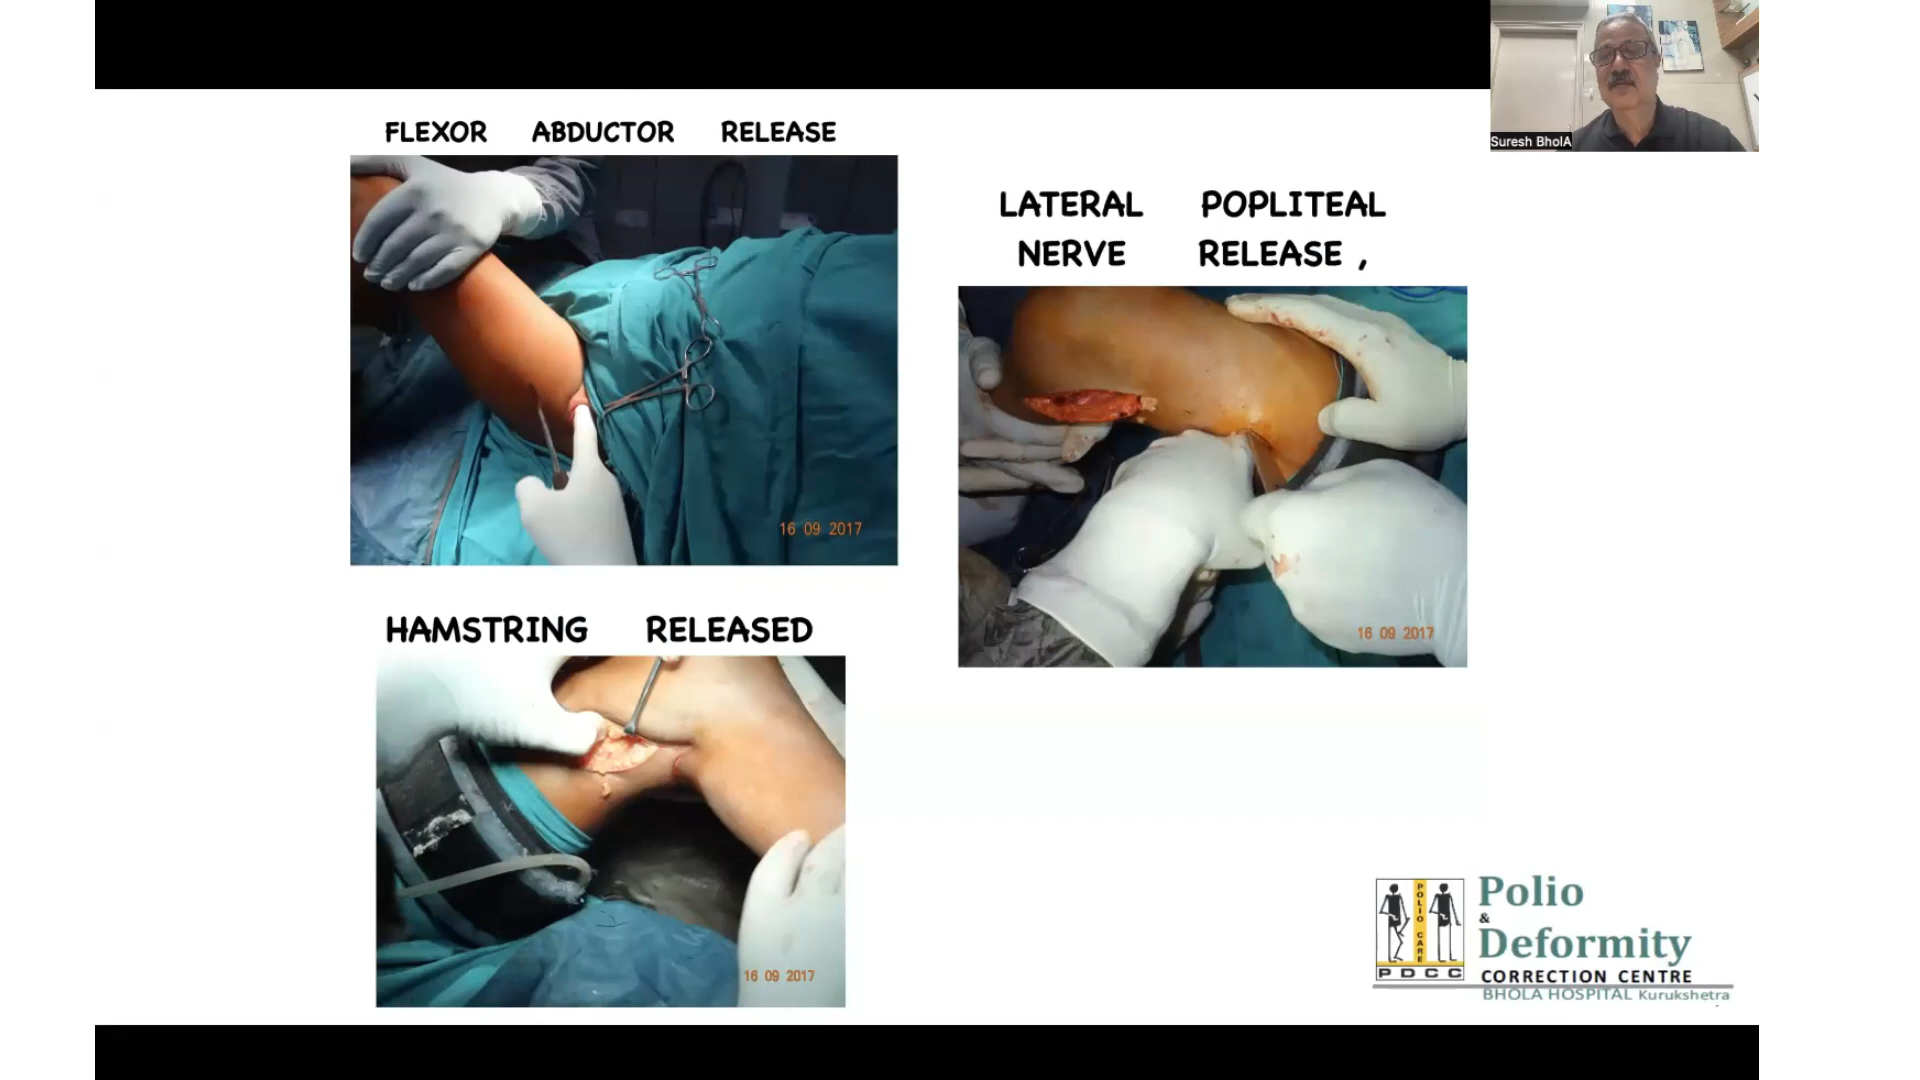 Suresh BholA
FLEXOR ABDUCTOR RELEASE
16 09 2017
LATERAL POPLITEAL
NERVE RELEASE ,
16 09 2017
HAMSTRING RELEASED
16 09 2017
POLIO CARE
PDCC
Polio
&
Deformity
CORRECTION CENTRE
BHOLA HOSPITAL Kurukshetra